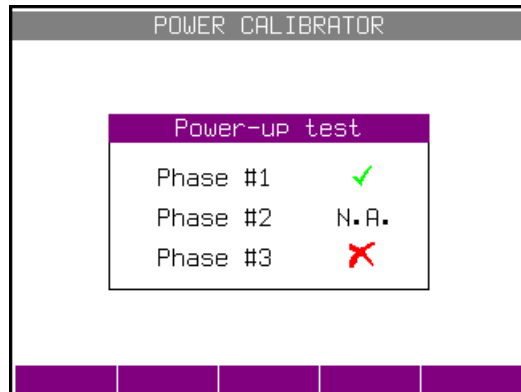 POWER CALIBRATOR
Power-up test
Phase #1
Phase #2 N.A.
Phase #3